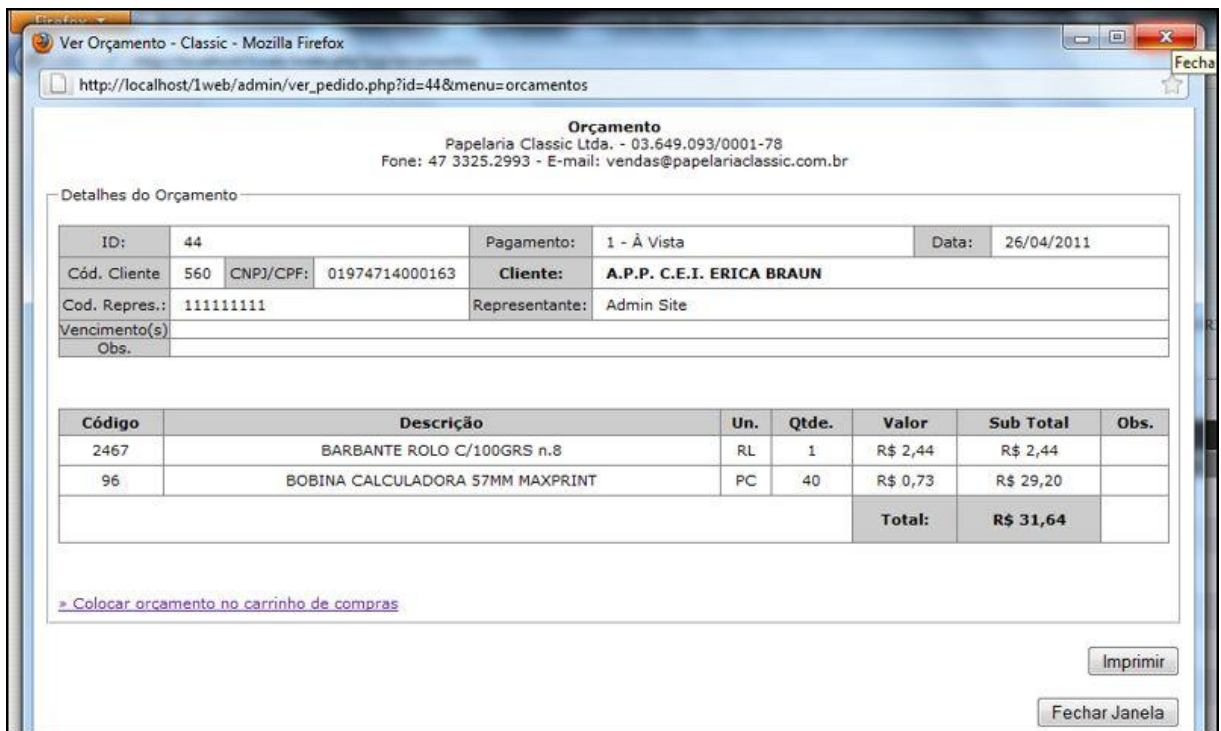 Firefox
Ver Orçamento - Classic - Mozilla Firefox
Fecha
http://localhost/1web/admin/ver_pedido.php?id=44&menu=orcamentos
Orçamento
Papelaria Classic Ltda. - 03.649.093/0001-78
Fone: 47 3325.2993 - E-mail: vendas@papelariaclassic.com.br
Detalhes do Orçamento
ID: 44 Pagamento: 1 - À Vista Data: 26/04/2011
Cód. Cliente 560 CNPJ/CPF: 01974714000163 Cliente: A.P.P. C.E.I. ERICA BRAUN
Cod. Repres.: 111111111 Representante: Admin Site
Vencimento(s)
Obs.
Código Descrição Un. Qtde. Valor Sub Total Obs.
2467 BARBANTE ROLO C/100GRS n.8 RL 1 R$ 2,44 R$ 2,44
96 BOBINA CALCULADORA 57MM MAXPRINT PC 40 R$ 0,73 R$ 29,20
Total: R$ 31,64
» Colocar orçamento no carrinho de compras
Imprimir
Fechar Janela